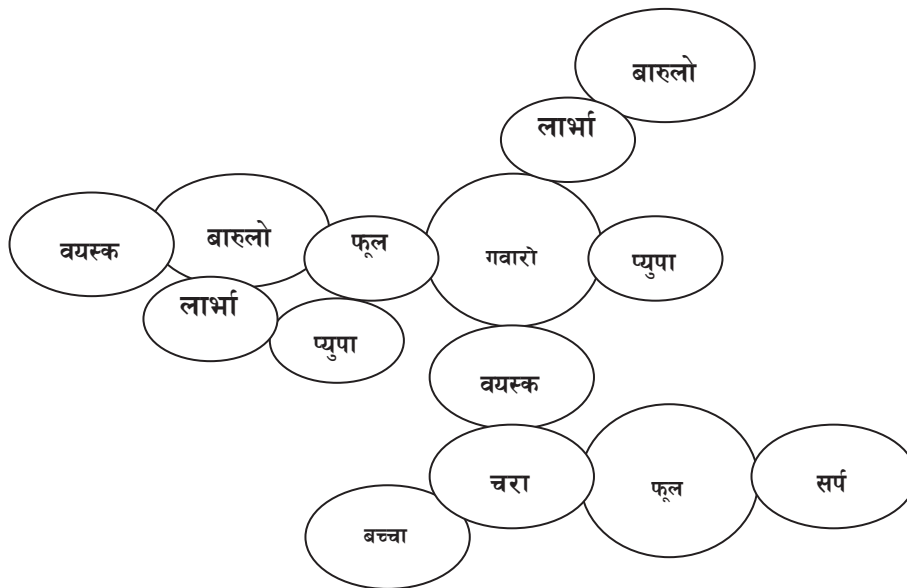 बारुलो
लार्भा
वयस्क
बारुलो
फूल
गवारो
प्युपा
लार्भा
प्युपा
वयस्क
चरा
फूल
सर्प
बच्चा